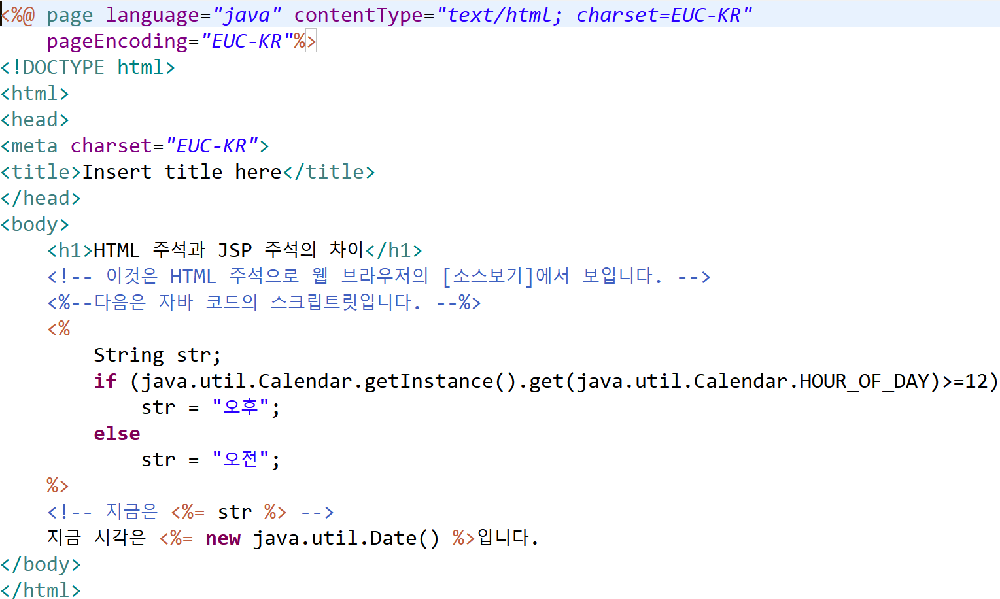 <%@ page language="java" contentType="text/html; charset=EUC-KR"
    pageEncoding="EUC-KR"%>
<!DOCTYPE html>
<html>
<head>
<meta charset="EUC-KR">
<title>Insert title here</title>
</head>
<body>
    <h1>HTML 주석과 JSP 주석의 차이</h1>
    <!-- 이것은 HTML 주석으로 웹 브라우저의 [소스보기]에서 보입니다. -->
    <%--다음은 자바 코드의 스크립트릿입니다. --%>
    <%
        String str;
        if (java.util.Calendar.getInstance().get(java.util.Calendar.HOUR_OF_DAY)>=12)
            str = "오후";
        else
            str = "오전";
    %>
    <!-- 지금은 <%= str %> -->
    지금 시각은 <%= new java.util.Date() %>입니다.
</body>
</html>